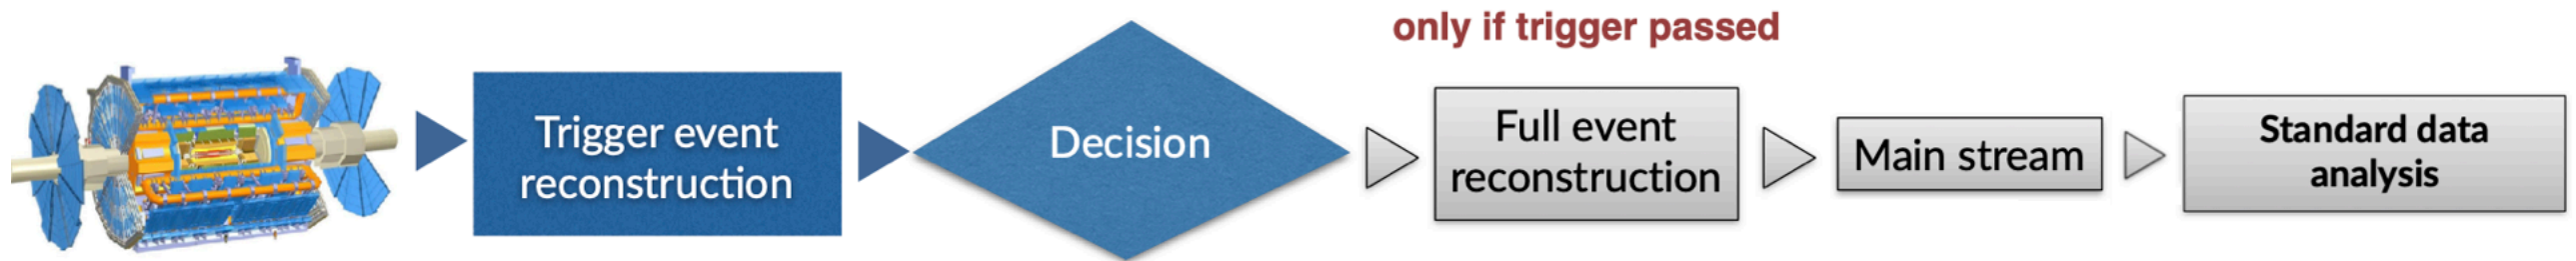 only if trigger passed
Trigger event
reconstruction
Decision
Full event
reconstruction
Main stream
Standard data
analysis